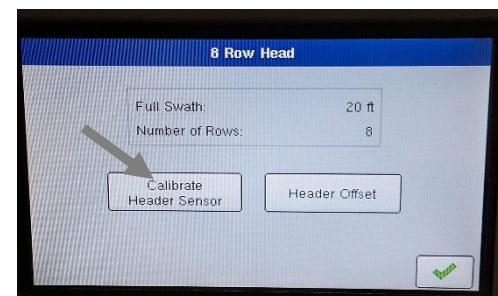 8 Row Head
Full Swath: 20 ft
Number of Rows: 8
Calibrate
Header Sensor
Header Offset